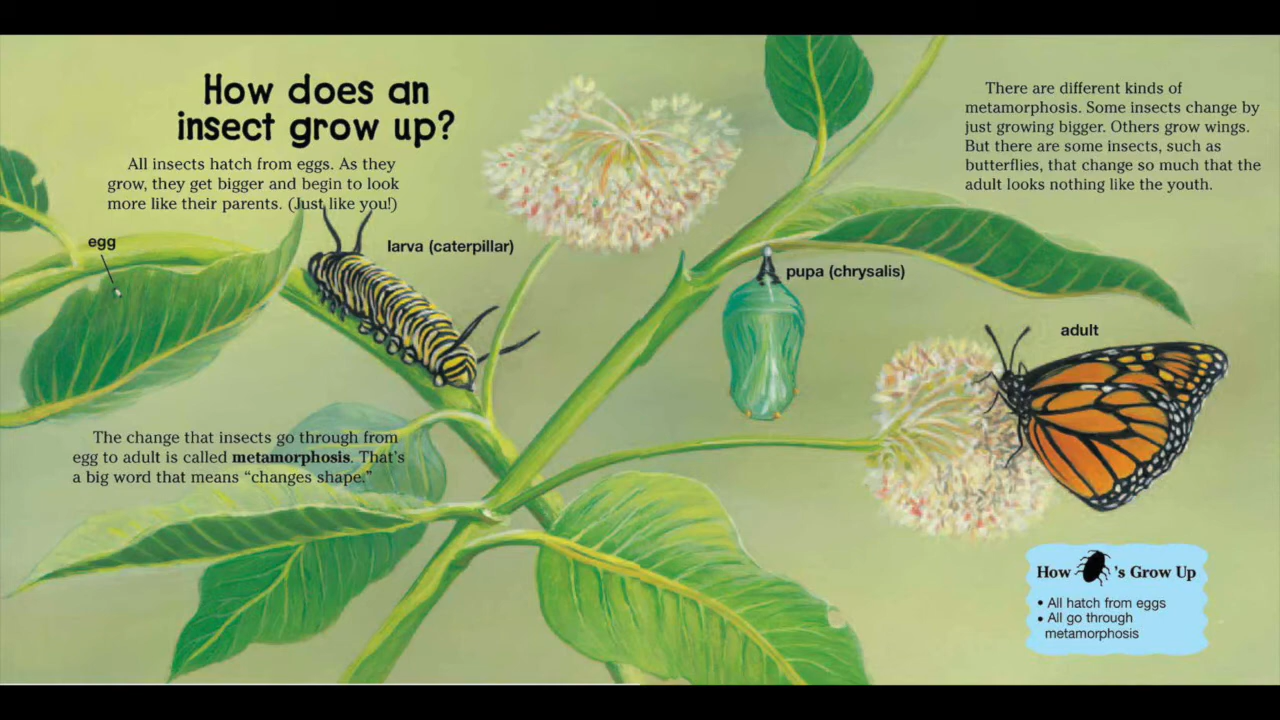 How does an
insect grow up?
All insects hatch from eggs. As they
grow, they get bigger and begin to look
more like their parents. (Just like you!)
egg
larva (caterpillar)
The change that insects go through from
egg to adult is called metamorphosis. That's
a big word that means “changes shape.”
There are different kinds of
metamorphosis. Some insects change by
just growing bigger. Others grow wings.
But there are some insects, such as
butterflies, that change so much that the
adult looks nothing like the youth.
pupa (chrysalis)
adult
How 's Grow Up
• All hatch from eggs
• All go through
metamorphosis